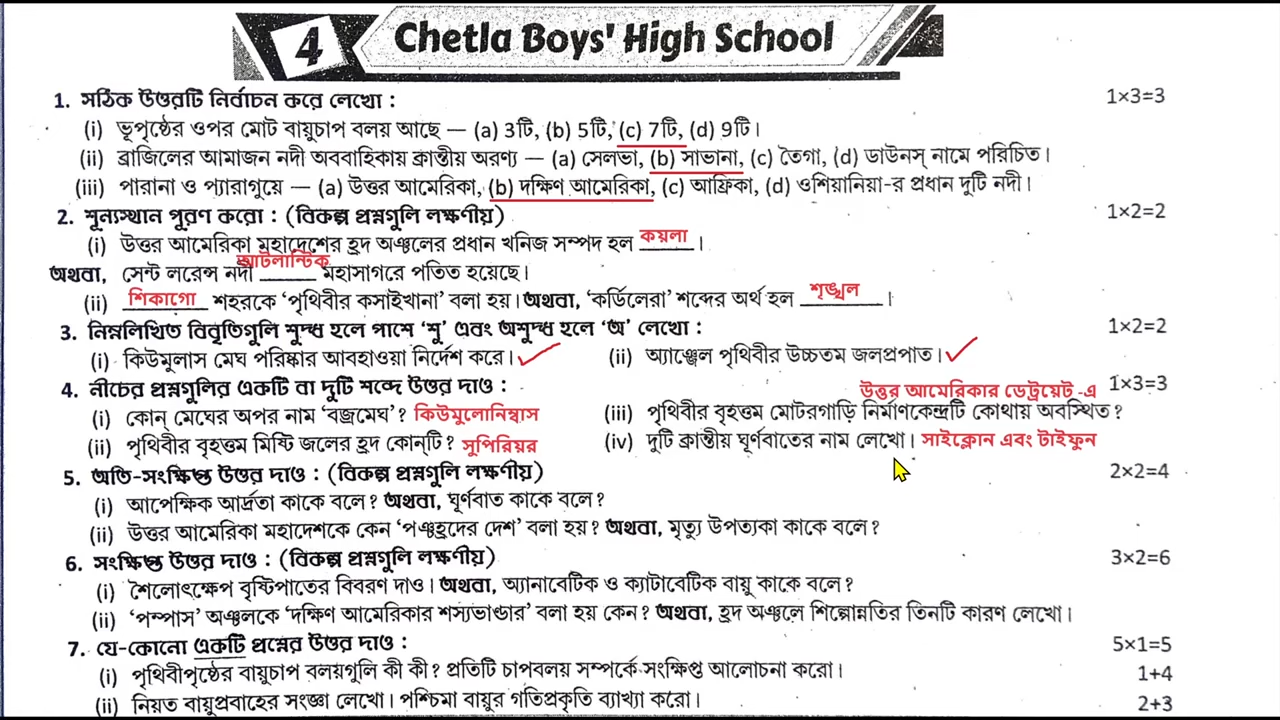 4 Chetla Boys' High School
1. সঠিক উত্তরটি নির্বাচন করে লেখো : 1×3=3
(i) ভূপৃষ্ঠের ওপর মোট বায়ুচাপ বলয় আছে — (a) 3টি, (b) 5টি, (c) 7টি, (d) 9টি।
(ii) ব্রাজিলের আমাজন নদী অববাহিকায় ক্রান্তীয় অরণ্য — (a) সেলভা, (b) সাভানা, (c) তৈগা, (d) ডাউনস্ নামে পরিচিত।
(iii) পারানা ও প্যারাগুয়ে — (a) উত্তর আমেরিকা, (b) দক্ষিণ আমেরিকা, (c) আফ্রিকা, (d) ওশিয়ানিয়া-র প্রধান দুটি নদী।
2. শূন্যস্থান পূরণ করো : (বিকল্প প্রশ্নগুলি লক্ষণীয়) 1×2=2
(i) উত্তর আমেরিকা মহাদেশের হ্রদ অঞ্চলের প্রধান খনিজ সম্পদ হল কয়লা ।
অথবা, সেন্ট লরেন্স নদী আটলান্টিক মহাসাগরে পতিত হয়েছে।
(ii) শিকাগো শহরকে ‘পৃথিবীর কসাইখানা’ বলা হয়। অথবা, ‘কর্ডিলেরা’ শব্দের অর্থ হল শৃঙ্খল ।
3. নিম্নলিখিত বিবৃতিগুলি শুদ্ধ হলে পাশে ‘শু’ এবং অশুদ্ধ হলে ‘অ’ লেখো : 1×2=2
(i) কিউমুলাস মেঘ পরিষ্কার আবহাওয়া নির্দেশ করে। (ii) অ্যাঞ্জেল পৃথিবীর উচ্চতম জলপ্রপাত।
4. নীচের প্রশ্নগুলির একটি বা দুটি শব্দে উত্তর দাও : উত্তর আমেরিকার ডেট্রয়েট -এ 1×3=3
(i) কোন্ মেঘের অপর নাম ‘বজ্রমেঘ’? কিউমুলোনিম্বাস (iii) পৃথিবীর বৃহত্তম মোটরগাড়ি নির্মাণকেন্দ্রটি কোথায় অবস্থিত?
(ii) পৃথিবীর বৃহত্তম মিষ্টি জলের হ্রদ কোন্‌টি? সুপিরিয়র (iv) দুটি ক্রান্তীয় ঘূর্ণবাতের নাম লেখো। সাইক্লোন এবং টাইফুন
5. অতি-সংক্ষিপ্ত উত্তর দাও : (বিকল্প প্রশ্নগুলি লক্ষণীয়) 2×2=4
(i) আপেক্ষিক আর্দ্রতা কাকে বলে? অথবা, ঘূর্ণবাত কাকে বলে?
(ii) উত্তর আমেরিকা মহাদেশকে কেন ‘পঞ্চহ্রদের দেশ’ বলা হয়? অথবা, মৃত্যু উপত্যকা কাকে বলে?
6. সংক্ষিপ্ত উত্তর দাও : (বিকল্প প্রশ্নগুলি লক্ষণীয়) 3×2=6
(i) শৈলোৎক্ষেপ বৃষ্টিপাতের বিবরণ দাও। অথবা, অ্যানাবেটিক ও ক্যাটাবেটিক বায়ু কাকে বলে?
(ii) ‘পম্পাস’ অঞ্চলকে ‘দক্ষিণ আমেরিকার শস্যভাণ্ডার’ বলা হয় কেন? অথবা, হ্রদ অঞ্চলে শিল্পোন্নতির তিনটি কারণ লেখো।
7. যে-কোনো একটি প্রশ্নের উত্তর দাও : 5×1=5
(i) পৃথিবীপৃষ্ঠের বায়ুচাপ বলয়গুলি কী কী? প্রতিটি চাপবলয় সম্পর্কে সংক্ষিপ্ত আলোচনা করো। 1+4
(ii) নিয়ত বায়ুপ্রবাহের সংজ্ঞা লেখো। পশ্চিমা বায়ুর গতিপ্রকৃতি ব্যাখ্যা করো। 2+3